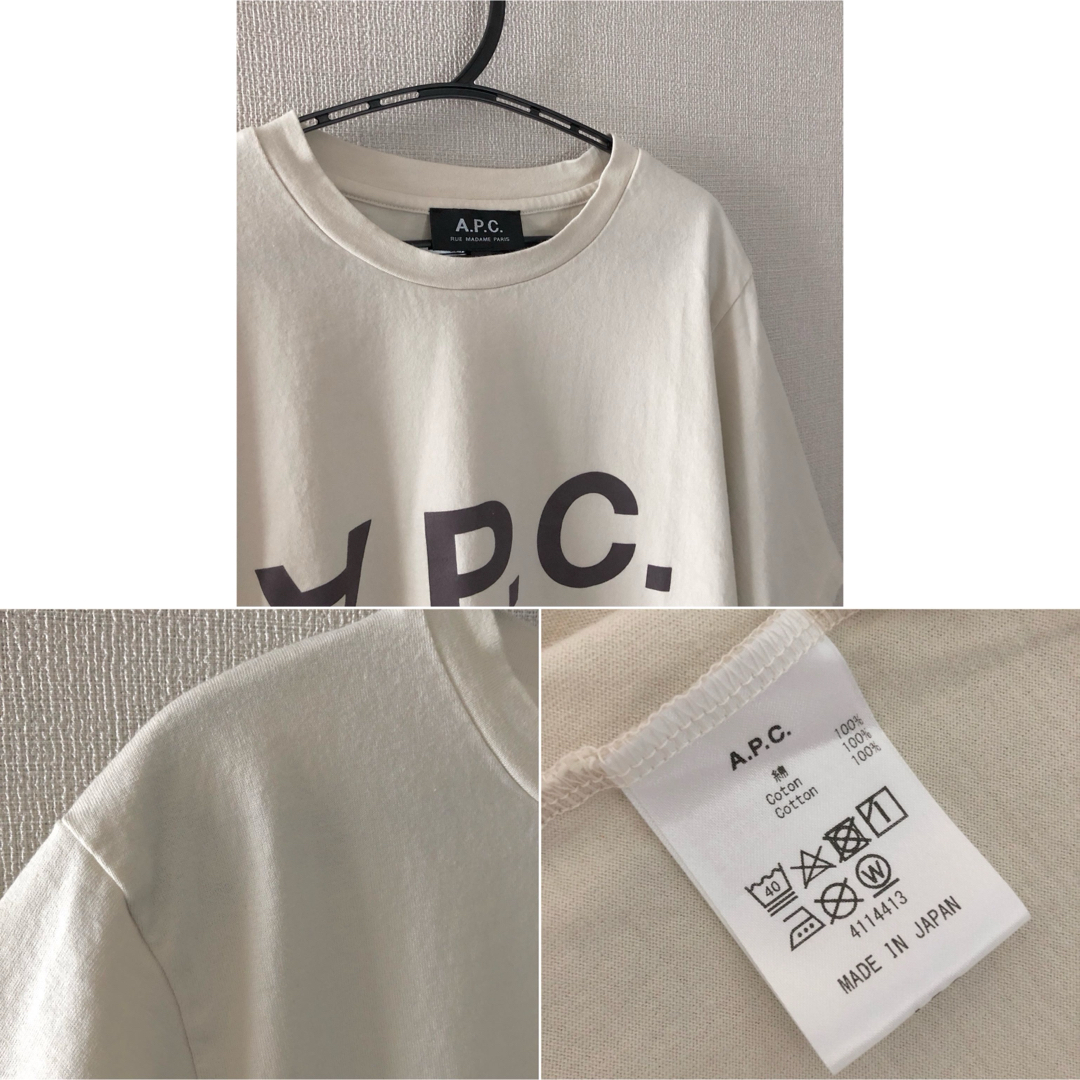 A.P.C.
RUE MADAME PARIS
A.P.C.
A.P.C.
綿 100%
Coton 100%
Cotton 100%
40
W
4114413
MADE IN JAPAN